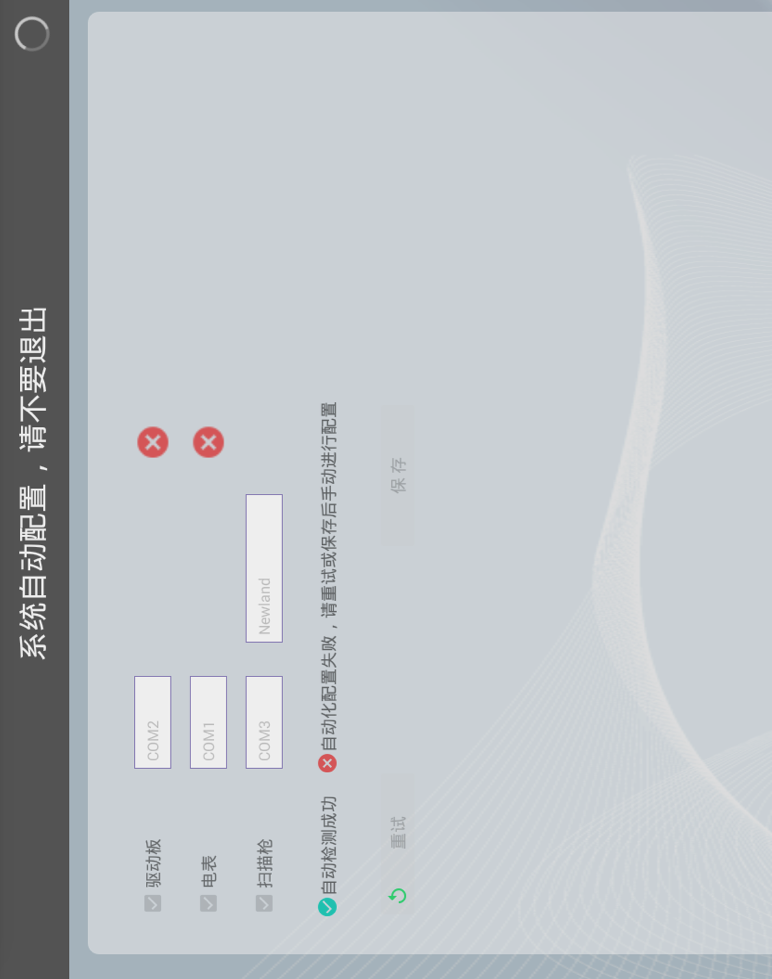 系统自动配置，请不要退出
驱动板 COM2
电表 COM1
扫描枪 COM3 Newland
自动检测成功 自动化配置失败，请重试或保存后手动进行配置
重试 保存